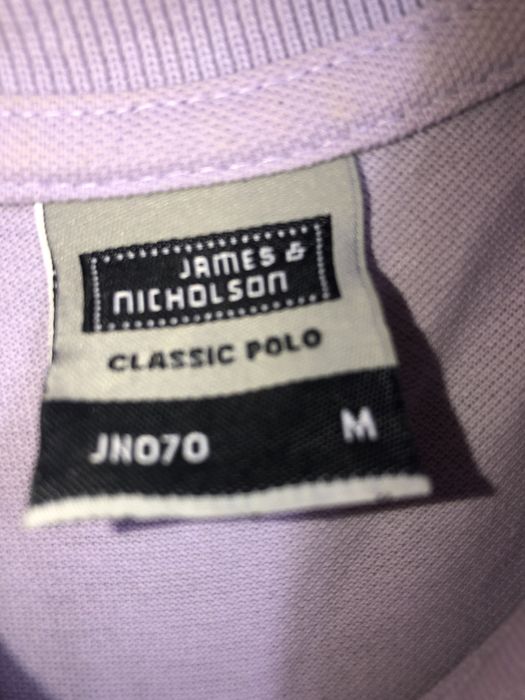 JAMES &
NICHOLSON
CLASSIC POLO
JN070 M